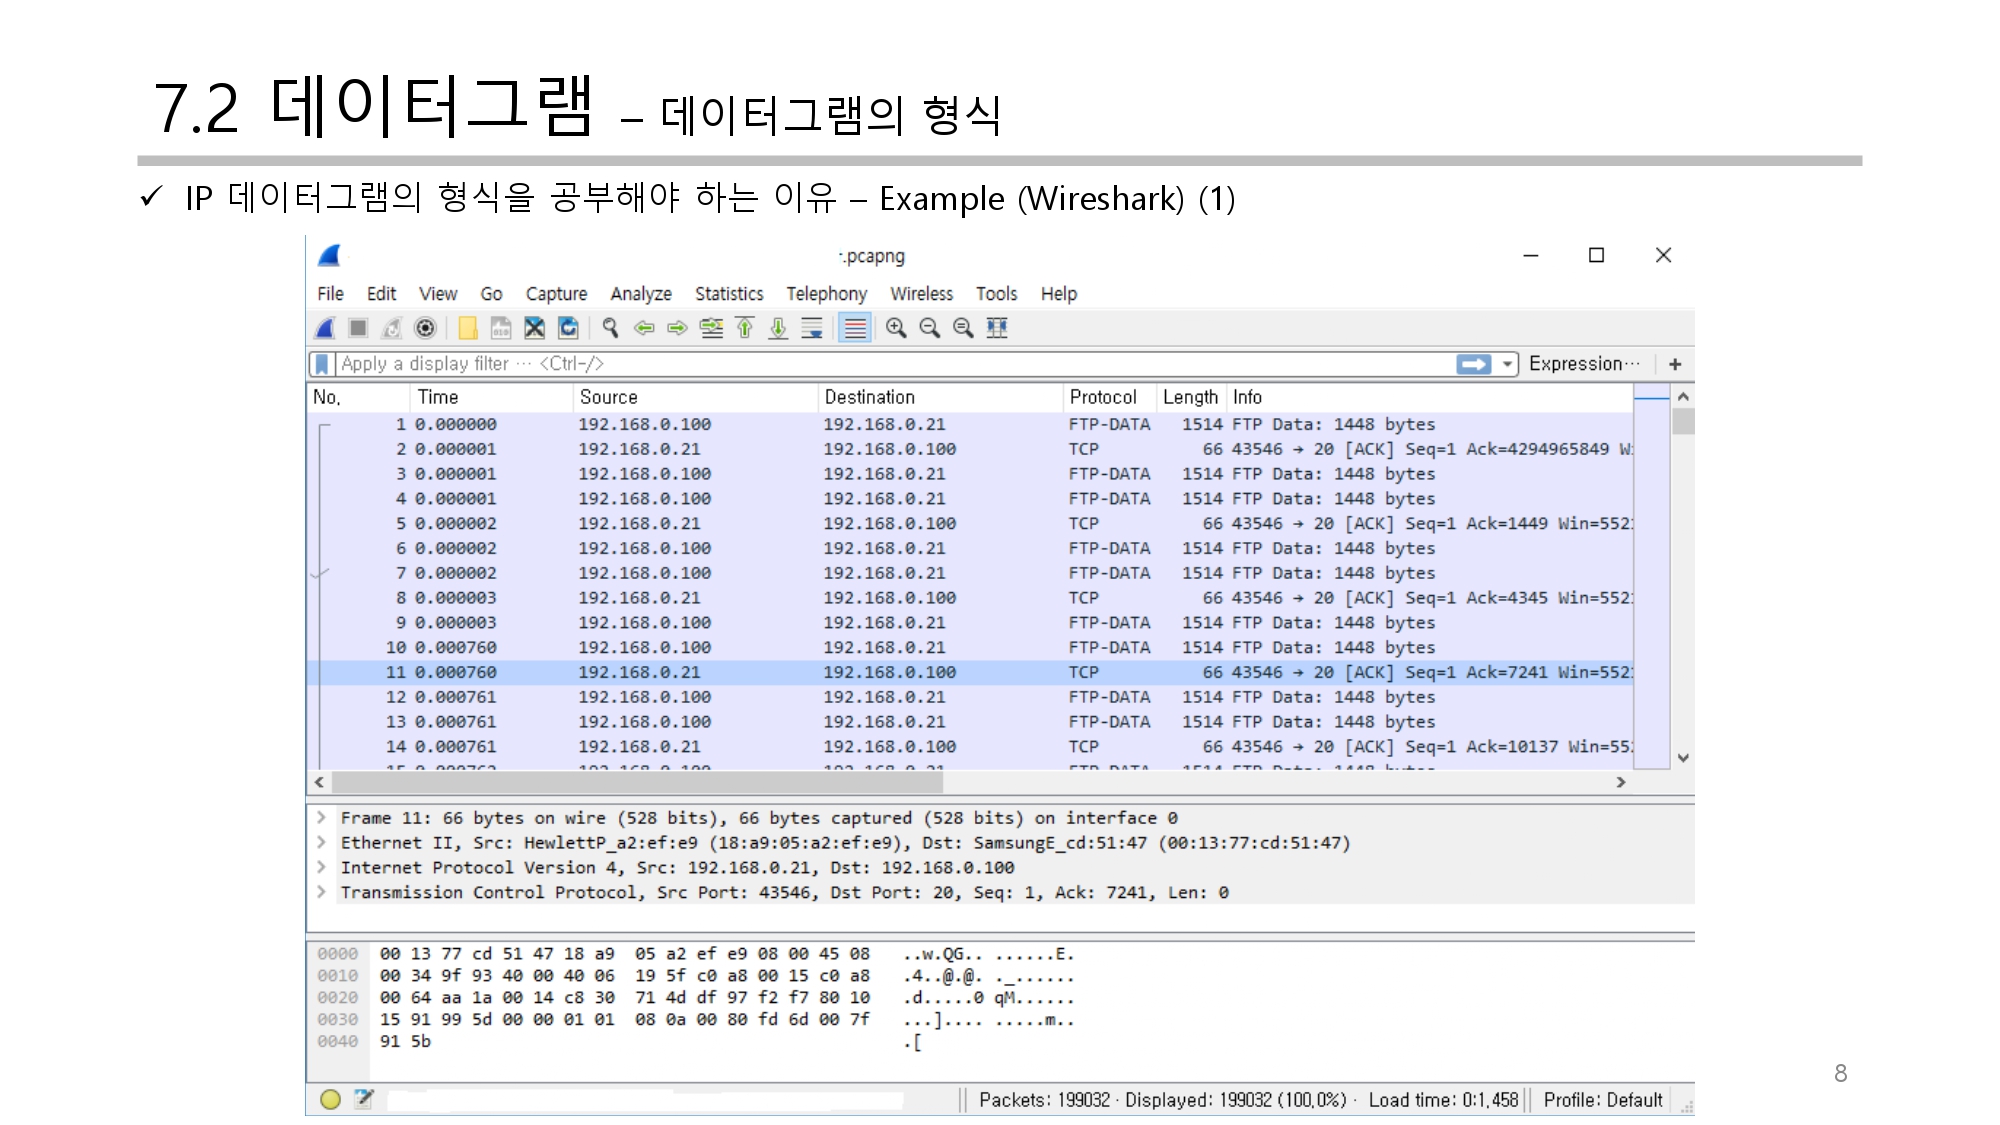 7.2 데이터그램 – 데이터그램의 형식
✓ IP 데이터그램의 형식을 공부해야 하는 이유 – Example (Wireshark) (1)
.pcapng
File Edit View Go Capture Analyze Statistics Telephony Wireless Tools Help
Apply a display filter ··· <Ctrl-/> Expression··· +
No. Time Source Destination Protocol Length Info
1 0.000000 192.168.0.100 192.168.0.21 FTP-DATA 1514 FTP Data: 1448 bytes
2 0.000001 192.168.0.21 192.168.0.100 TCP 66 43546 → 20 [ACK] Seq=1 Ack=4294965849 W
3 0.000001 192.168.0.100 192.168.0.21 FTP-DATA 1514 FTP Data: 1448 bytes
4 0.000001 192.168.0.100 192.168.0.21 FTP-DATA 1514 FTP Data: 1448 bytes
5 0.000002 192.168.0.21 192.168.0.100 TCP 66 43546 → 20 [ACK] Seq=1 Ack=1449 Win=552
6 0.000002 192.168.0.100 192.168.0.21 FTP-DATA 1514 FTP Data: 1448 bytes
7 0.000002 192.168.0.100 192.168.0.21 FTP-DATA 1514 FTP Data: 1448 bytes
8 0.000003 192.168.0.21 192.168.0.100 TCP 66 43546 → 20 [ACK] Seq=1 Ack=4345 Win=552
9 0.000003 192.168.0.100 192.168.0.21 FTP-DATA 1514 FTP Data: 1448 bytes
10 0.000760 192.168.0.100 192.168.0.21 FTP-DATA 1514 FTP Data: 1448 bytes
11 0.000760 192.168.0.21 192.168.0.100 TCP 66 43546 → 20 [ACK] Seq=1 Ack=7241 Win=552
12 0.000761 192.168.0.100 192.168.0.21 FTP-DATA 1514 FTP Data: 1448 bytes
13 0.000761 192.168.0.100 192.168.0.21 FTP-DATA 1514 FTP Data: 1448 bytes
14 0.000761 192.168.0.21 192.168.0.100 TCP 66 43546 → 20 [ACK] Seq=1 Ack=10137 Win=55
Frame 11: 66 bytes on wire (528 bits), 66 bytes captured (528 bits) on interface 0
Ethernet II, Src: HewlettP_a2:ef:e9 (18:a9:05:a2:ef:e9), Dst: SamsungE_cd:51:47 (00:13:77:cd:51:47)
Internet Protocol Version 4, Src: 192.168.0.21, Dst: 192.168.0.100
Transmission Control Protocol, Src Port: 43546, Dst Port: 20, Seq: 1, Ack: 7241, Len: 0
0000 00 13 77 cd 51 47 18 a9 05 a2 ef e9 08 00 45 08 ..w.QG.. ......E.
0010 00 34 9f 93 40 00 40 06 19 5f c0 a8 00 15 c0 a8 .4..@.@. ._......
0020 00 64 aa 1a 00 14 c8 30 71 4d df 97 f2 f7 80 10 .d.....0 qM......
0030 15 91 99 5d 00 00 01 01 08 0a 00 80 fd 6d 00 7f ...].... .....m..
0040 91 5b .[
Packets: 199032 · Displayed: 199032 (100.0%) · Load time: 0:1.458 Profile: Default
8